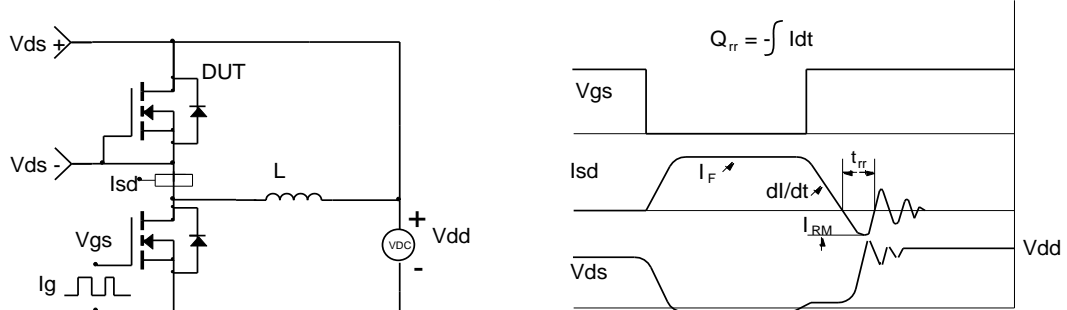 Vds +
DUT
Vds -
Isd
L
Vgs
Ig
+
VDC
-
Vdd
Qrr = -∫ Idt
Vgs
Isd
IF
dI/dt
trr
IRM
Vds
Vdd